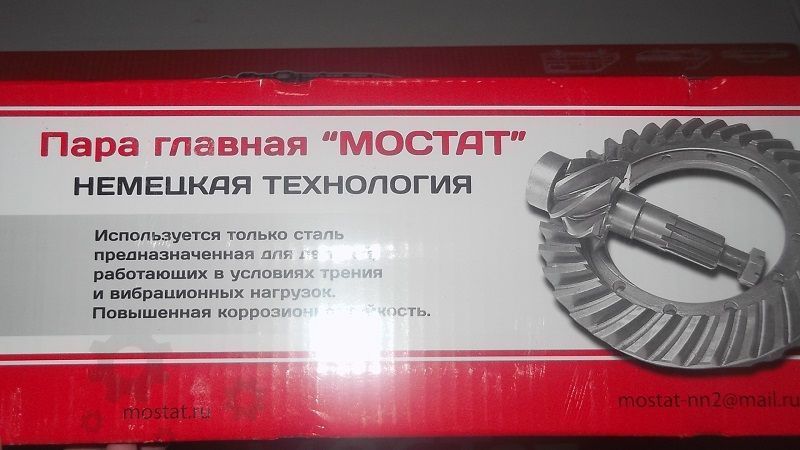 Пара главная “МОСТАТ”
НЕМЕЦКАЯ ТЕХНОЛОГИЯ
Используется только сталь
предназначенная для
работающих в условиях трения
и вибрационных нагрузок.
Повышенная
mostat.ru
mostat-nn2@mail.ru